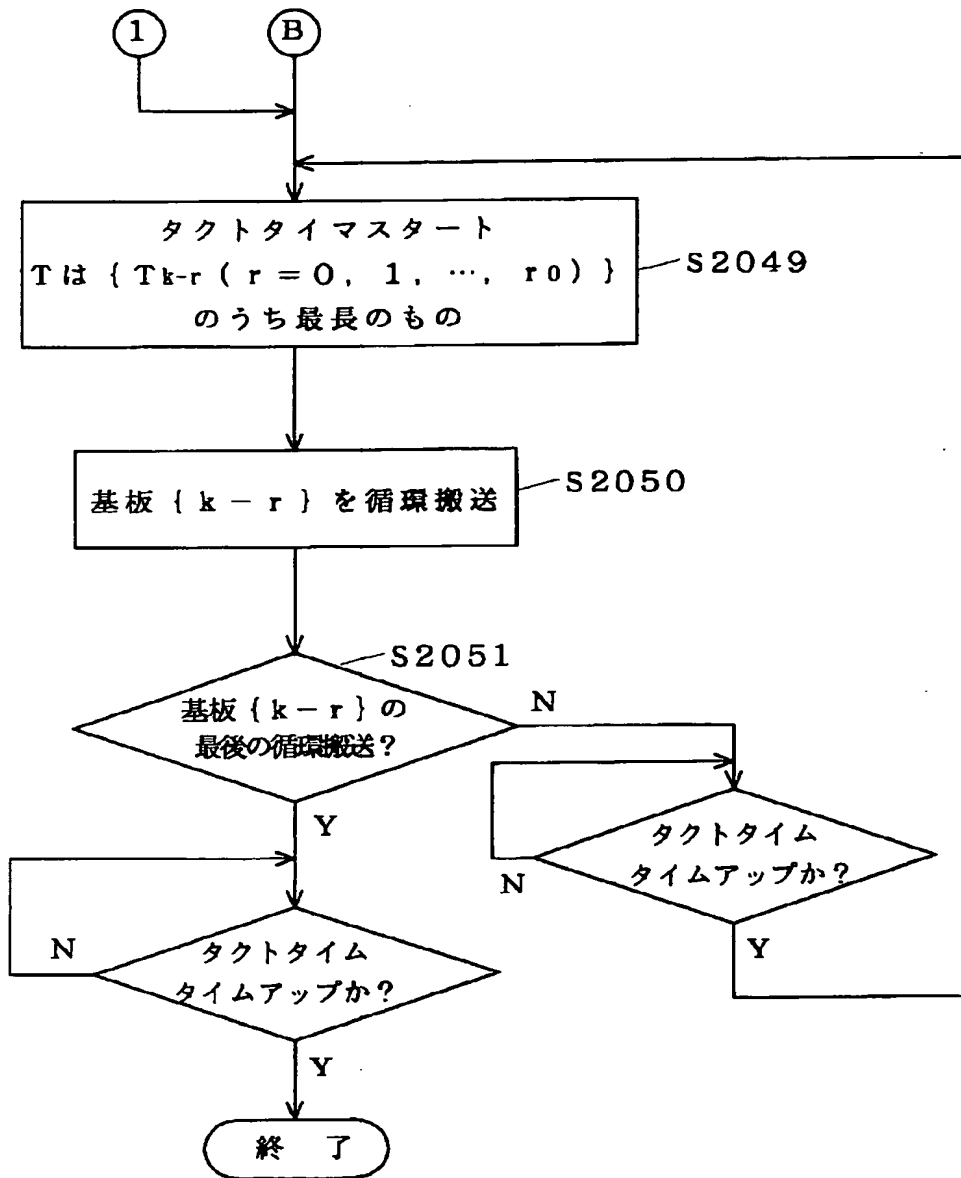 1
B
タクトタイマスタート
Tは{Tk-r(r=0, 1, …, r0)}
のうち最長のもの
S2049
基板{k-r}を循環搬送
S2050
S2051
基板{k-r}の
最後の循環搬送?
N
Y
タクトタイム
タイムアップか?
N
Y
タクトタイム
タイムアップか?
N
Y
終 了